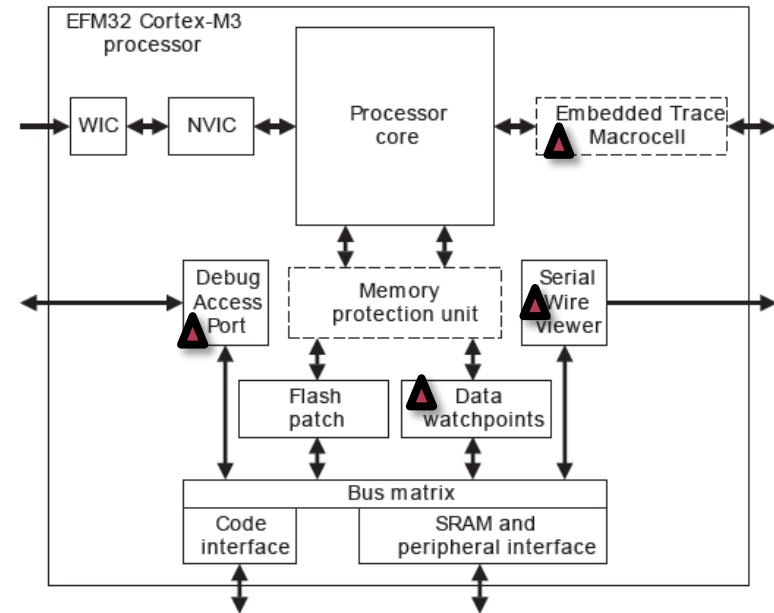 EFM32 Cortex-M3
processor
WIC
NVIC
Processor
core
Embedded Trace
Macrocell
Debug
Access
Port
Memory
protection unit
Serial
Wire
viewer
Flash
patch
Data
watchpoints
Bus matrix
Code
interface
SRAM and
peripheral interface